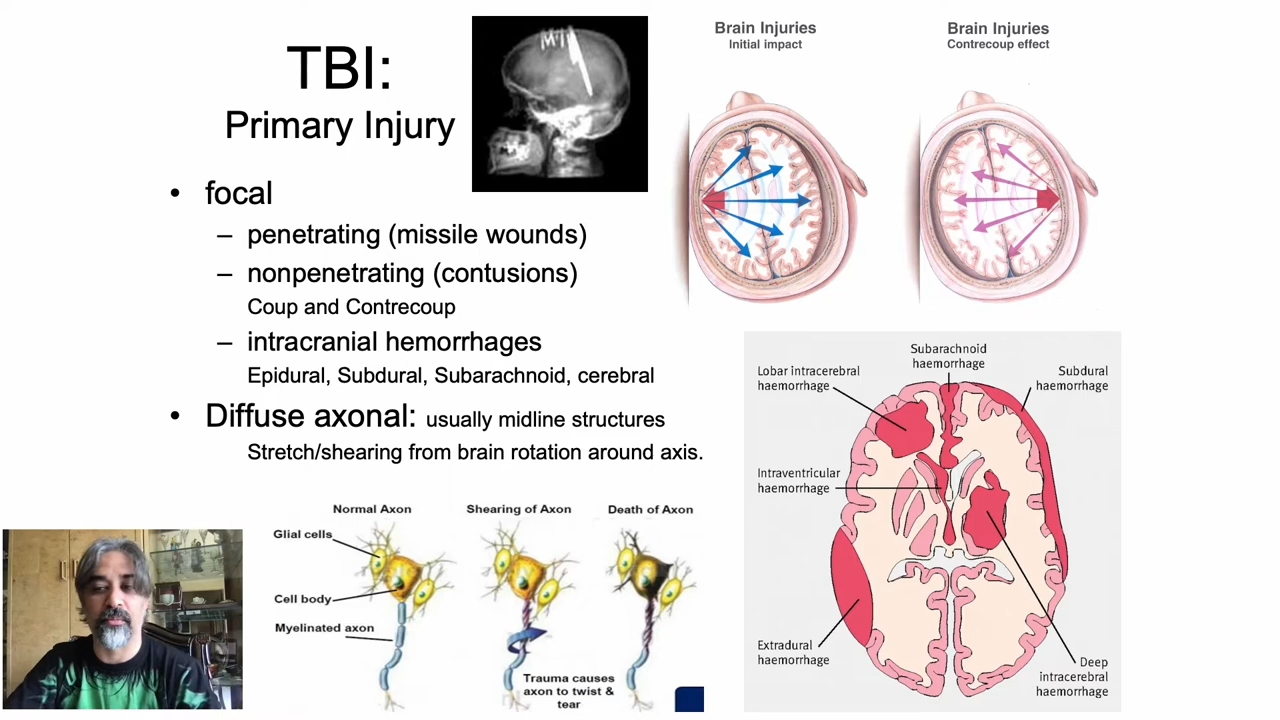 TBI:
Primary Injury
• focal
– penetrating (missile wounds)
– nonpenetrating (contusions)
Coup and Contrecoup
– intracranial hemorrhages
Epidural, Subdural, Subarachnoid, cerebral
• Diffuse axonal: usually midline structures
Stretch/shearing from brain rotation around axis.
Brain Injuries
Initial impact
Brain Injuries
Contrecoup effect
Subarachnoid
haemorrhage
Lobar intracerebral
haemorrhage
Subdural
haemorrhage
Intraventricular
haemorrhage
Extradural
haemorrhage
Deep
intracerebral
haemorrhage
Normal Axon
Shearing of Axon
Death of Axon
Glial cells
Cell body
Myelinated axon
Trauma causes
axon to twist &
tear